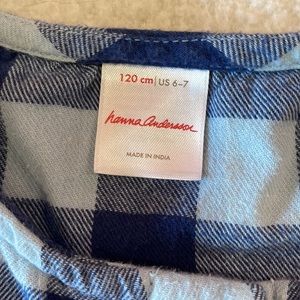 120 cm | US 6-7
hanna andersson
MADE IN INDIA